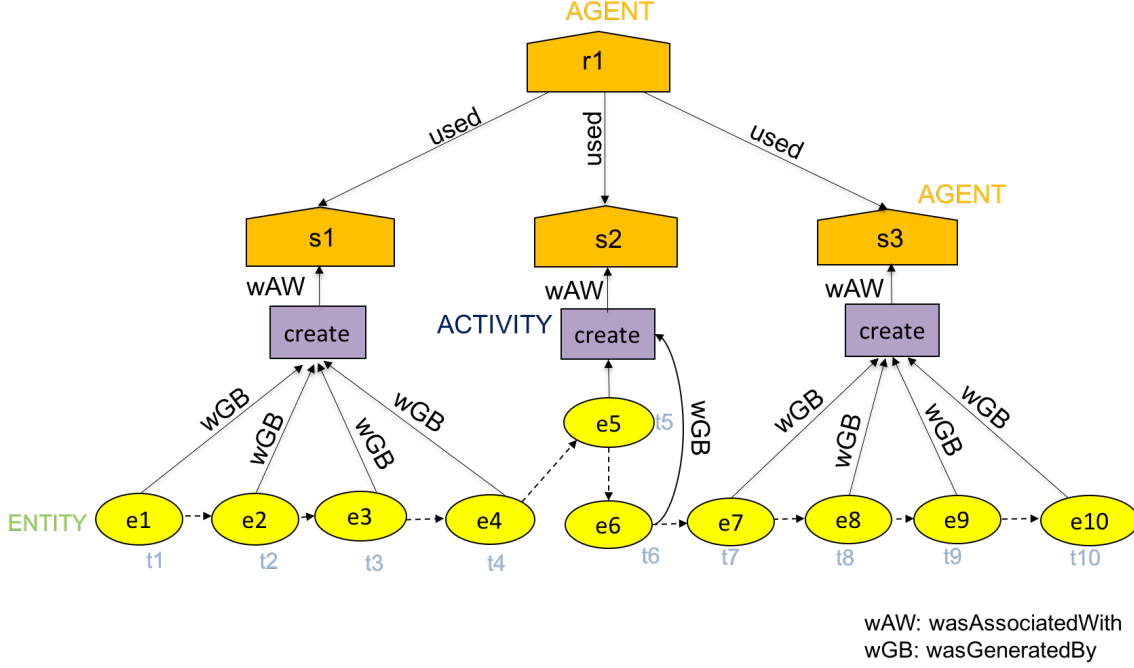 AGENT
r1
used
used
used
AGENT
s1
s2
s3
wAW
wAW
wAW
create
ACTIVITY
create
create
wGB
wGB
wGB
wGB
e5
t5
wGB
wGB
wGB
wGB
wGB
ENTITY
e1
e2
e3
e4
e6
e7
e8
e9
e10
t1
t2
t3
t4
t6
t7
t8
t9
t10
wAW: wasAssociatedWith
wGB: wasGeneratedBy